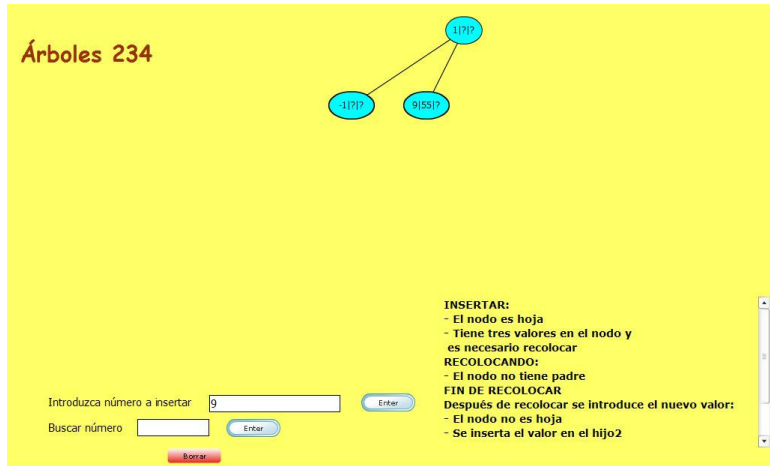 1|?|?
Árboles 234
-1|?|?
9|55|?
INSERTAR:
- El nodo es hoja
- Tiene tres valores en el nodo y
es necesario recolocar
RECOLOCANDO:
- El nodo no tiene padre
FIN DE RECOLOCAR
Después de recolocar se introduce el nuevo valor:
- El nodo no es hoja
- Se inserta el valor en el hijo2
Introduzca número a insertar 9 Enter
Buscar número Enter
Borrar